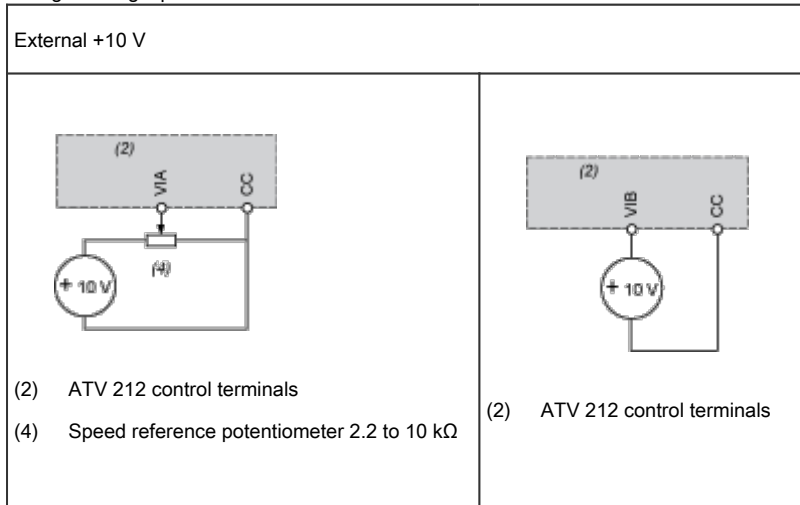 External +10 V
(2)
VIA
CC
(4)
+ 10 V
(2) ATV 212 control terminals
(4) Speed reference potentiometer 2.2 to 10 kΩ
(2)
VIB
CC
+ 10 V
(2) ATV 212 control terminals